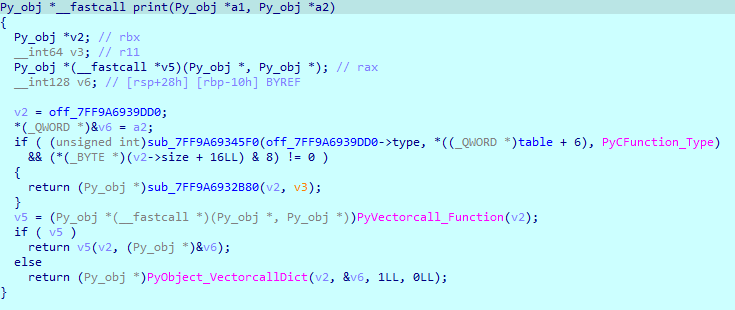 Py_obj *__fastcall print(Py_obj *a1, Py_obj *a2)
{
  Py_obj *v2; // rbx
  __int64 v3; // r11
  Py_obj *(__fastcall *v5)(Py_obj *, Py_obj *); // rax
  __int128 v6; // [rsp+28h] [rbp-10h] BYREF

  v2 = off_7FF9A6939DD0;
  *(_QWORD *)&v6 = a2;
  if ( (unsigned int)sub_7FF9A69345F0(off_7FF9A6939DD0->type, *((_QWORD *)table + 6), PyCFunction_Type)
    && (*(_BYTE *)(v2->size + 16LL) & 8) != 0 )
  {
    return (Py_obj *)sub_7FF9A6932B80(v2, v3);
  }
  v5 = (Py_obj *(__fastcall *)(Py_obj *, Py_obj *))PyVectorcall_Function(v2);
  if ( v5 )
    return v5(v2, (Py_obj *)&v6);
  else
    return (Py_obj *)PyObject_VectorcallDict(v2, &v6, 1LL, 0LL);
}